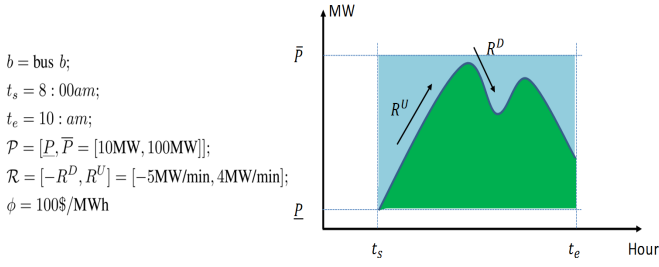 b = bus b;
t_s = 8 : 00am;
t_e = 10 : am;
𝒫 = [P̲, P̅ = [10MW, 100MW]];
ℛ = [−R^D, R^U] = [−5MW/min, 4MW/min];
ϕ = 100$/MWh
MW
P̅
R^D
R^U
P̲
t_s
t_e
Hour